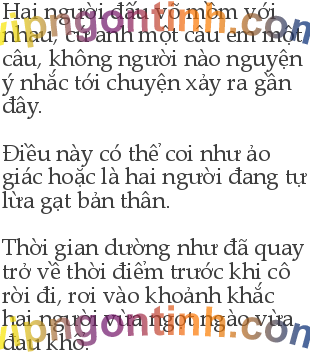 Hai người đấu võ mồm với
nhau, cứ anh một câu em một
câu, không người nào nguyện
ý nhắc tới chuyện xảy ra gần
đây.
Điều này có thể coi như ảo
giác hoặc là hai người đang tự
lừa gạt bản thân.
Thời gian dường như đã quay
trở về thời điểm trước khi cô
rời đi, rơi vào khoảnh khắc
hai người vừa ngọt ngào vừa
đau khổ.